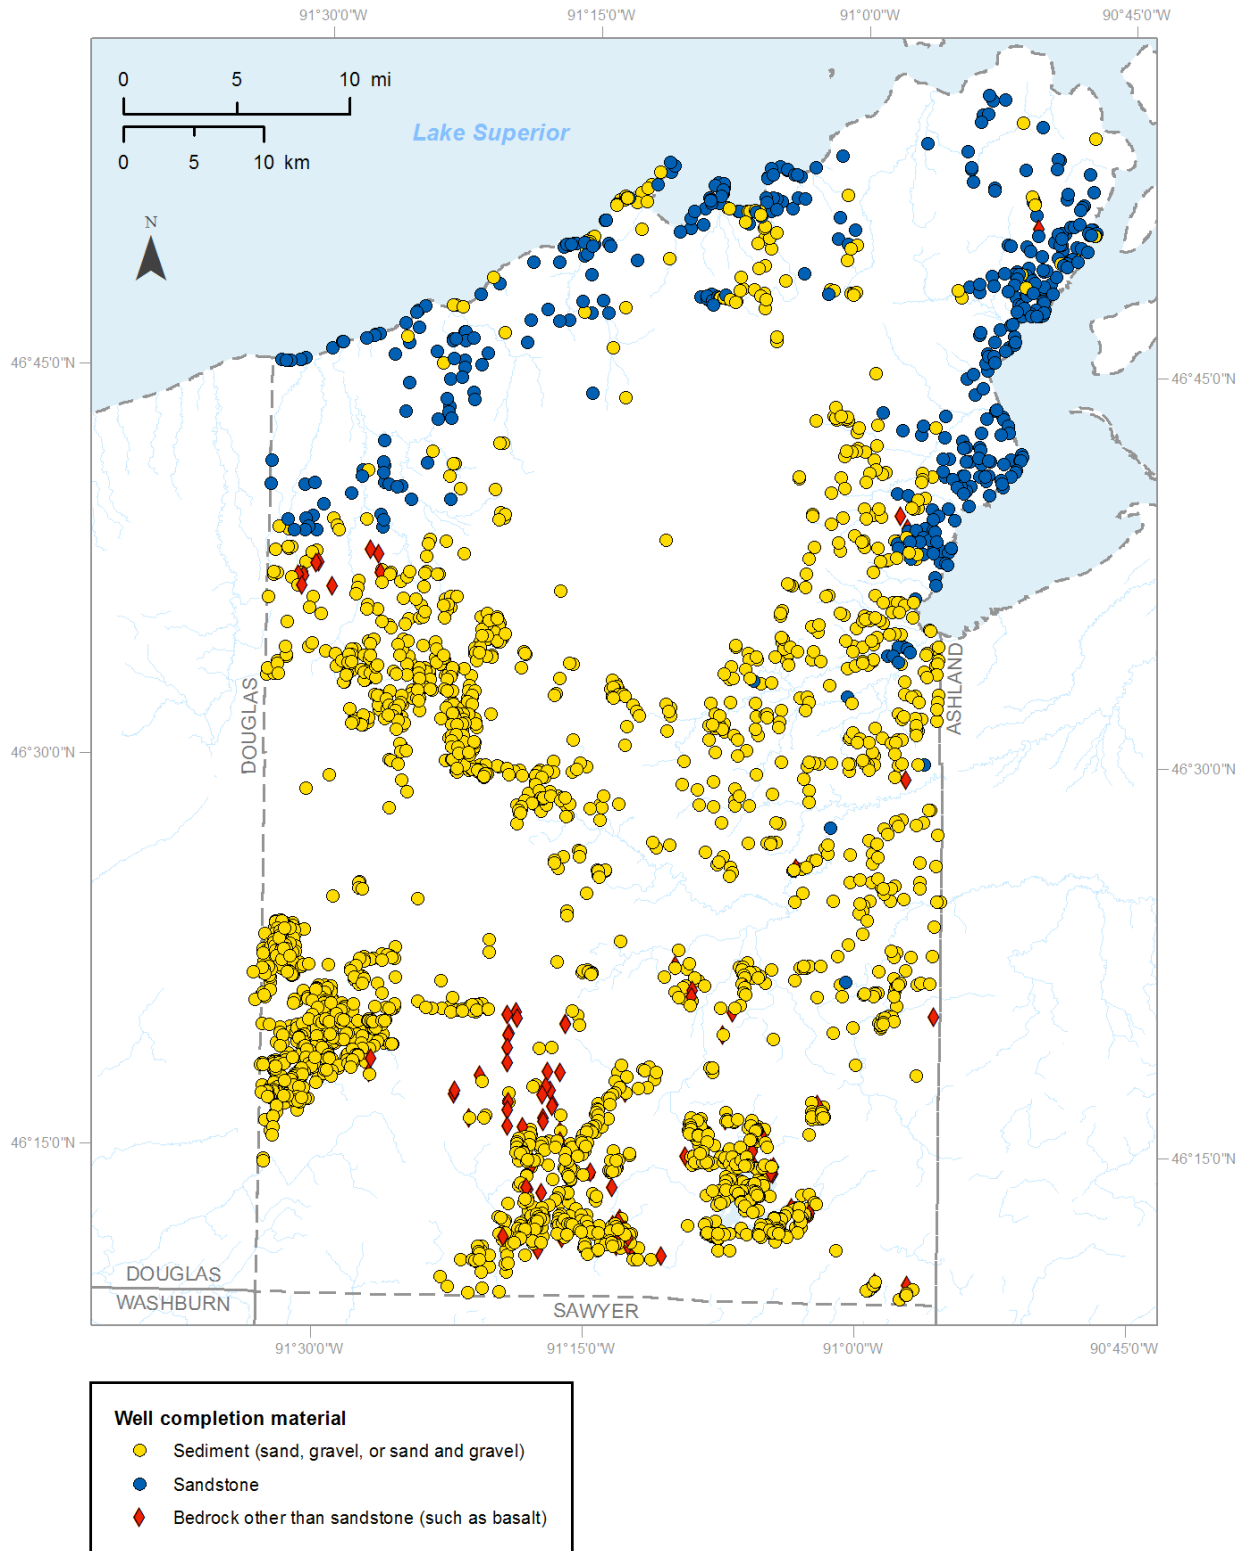 91°30'0"W 91°15'0"W 91°0'0"W 90°45'0"W
0 5 10 mi
0 5 10 km
Lake Superior
N
46°45'0"N 46°45'0"N
DOUGLAS
ASHLAND
46°30'0"N 46°30'0"N
46°15'0"N 46°15'0"N
DOUGLAS
WASHBURN
SAWYER
91°30'0"W 91°15'0"W 91°0'0"W 90°45'0"W
Well completion material
Sediment (sand, gravel, or sand and gravel)
Sandstone
Bedrock other than sandstone (such as basalt)